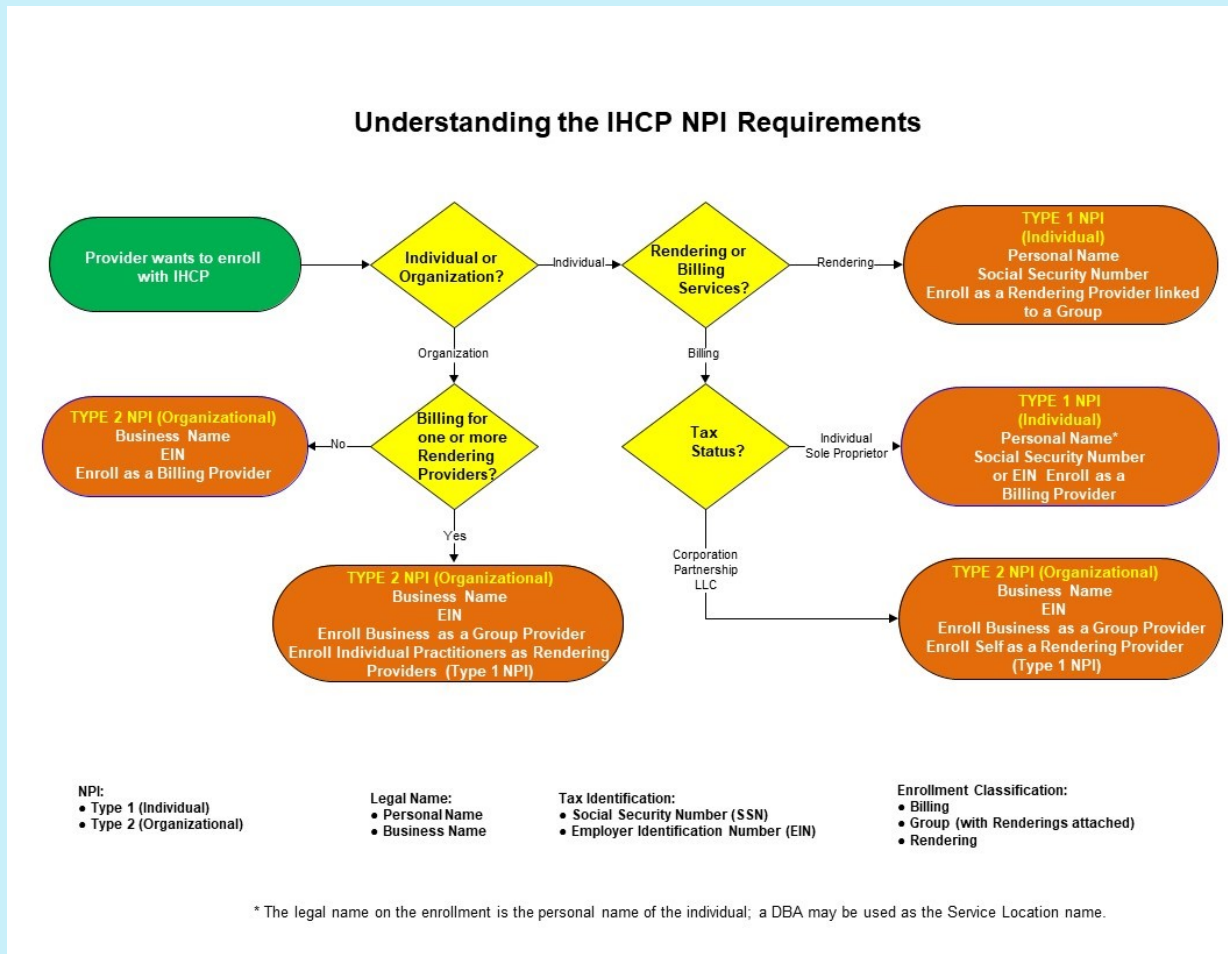 Understanding the IHCP NPI Requirements
Provider wants to enroll
with IHCP
Individual or
Organization?
Individual
Rendering or
Billing
Services?
Rendering
TYPE 1 NPI
(Individual)
Personal Name
Social Security Number
Enroll as a Rendering Provider linked
to a Group
Organization
Billing
TYPE 2 NPI (Organizational)
Business Name
EIN
Enroll as a Billing Provider
No
Billing for
one or more
Rendering
Providers?
Tax
Status?
Individual
Sole Proprietor
TYPE 1 NPI
(Individual)
Personal Name*
Social Security Number
or EIN Enroll as a
Billing Provider
Yes
Corporation
Partnership
LLC
TYPE 2 NPI (Organizational)
Business Name
EIN
Enroll Business as a Group Provider
Enroll Individual Practitioners as Rendering
Providers (Type 1 NPI)
TYPE 2 NPI (Organizational)
Business Name
EIN
Enroll Business as a Group Provider
Enroll Self as a Rendering Provider
(Type 1 NPI)
NPI:
● Type 1 (Individual)
● Type 2 (Organizational)
Legal Name:
● Personal Name
● Business Name
Tax Identification:
● Social Security Number (SSN)
● Employer Identification Number (EIN)
Enrollment Classification:
● Billing
● Group (with Renderings attached)
● Rendering
* The legal name on the enrollment is the personal name of the individual; a DBA may be used as the Service Location name.